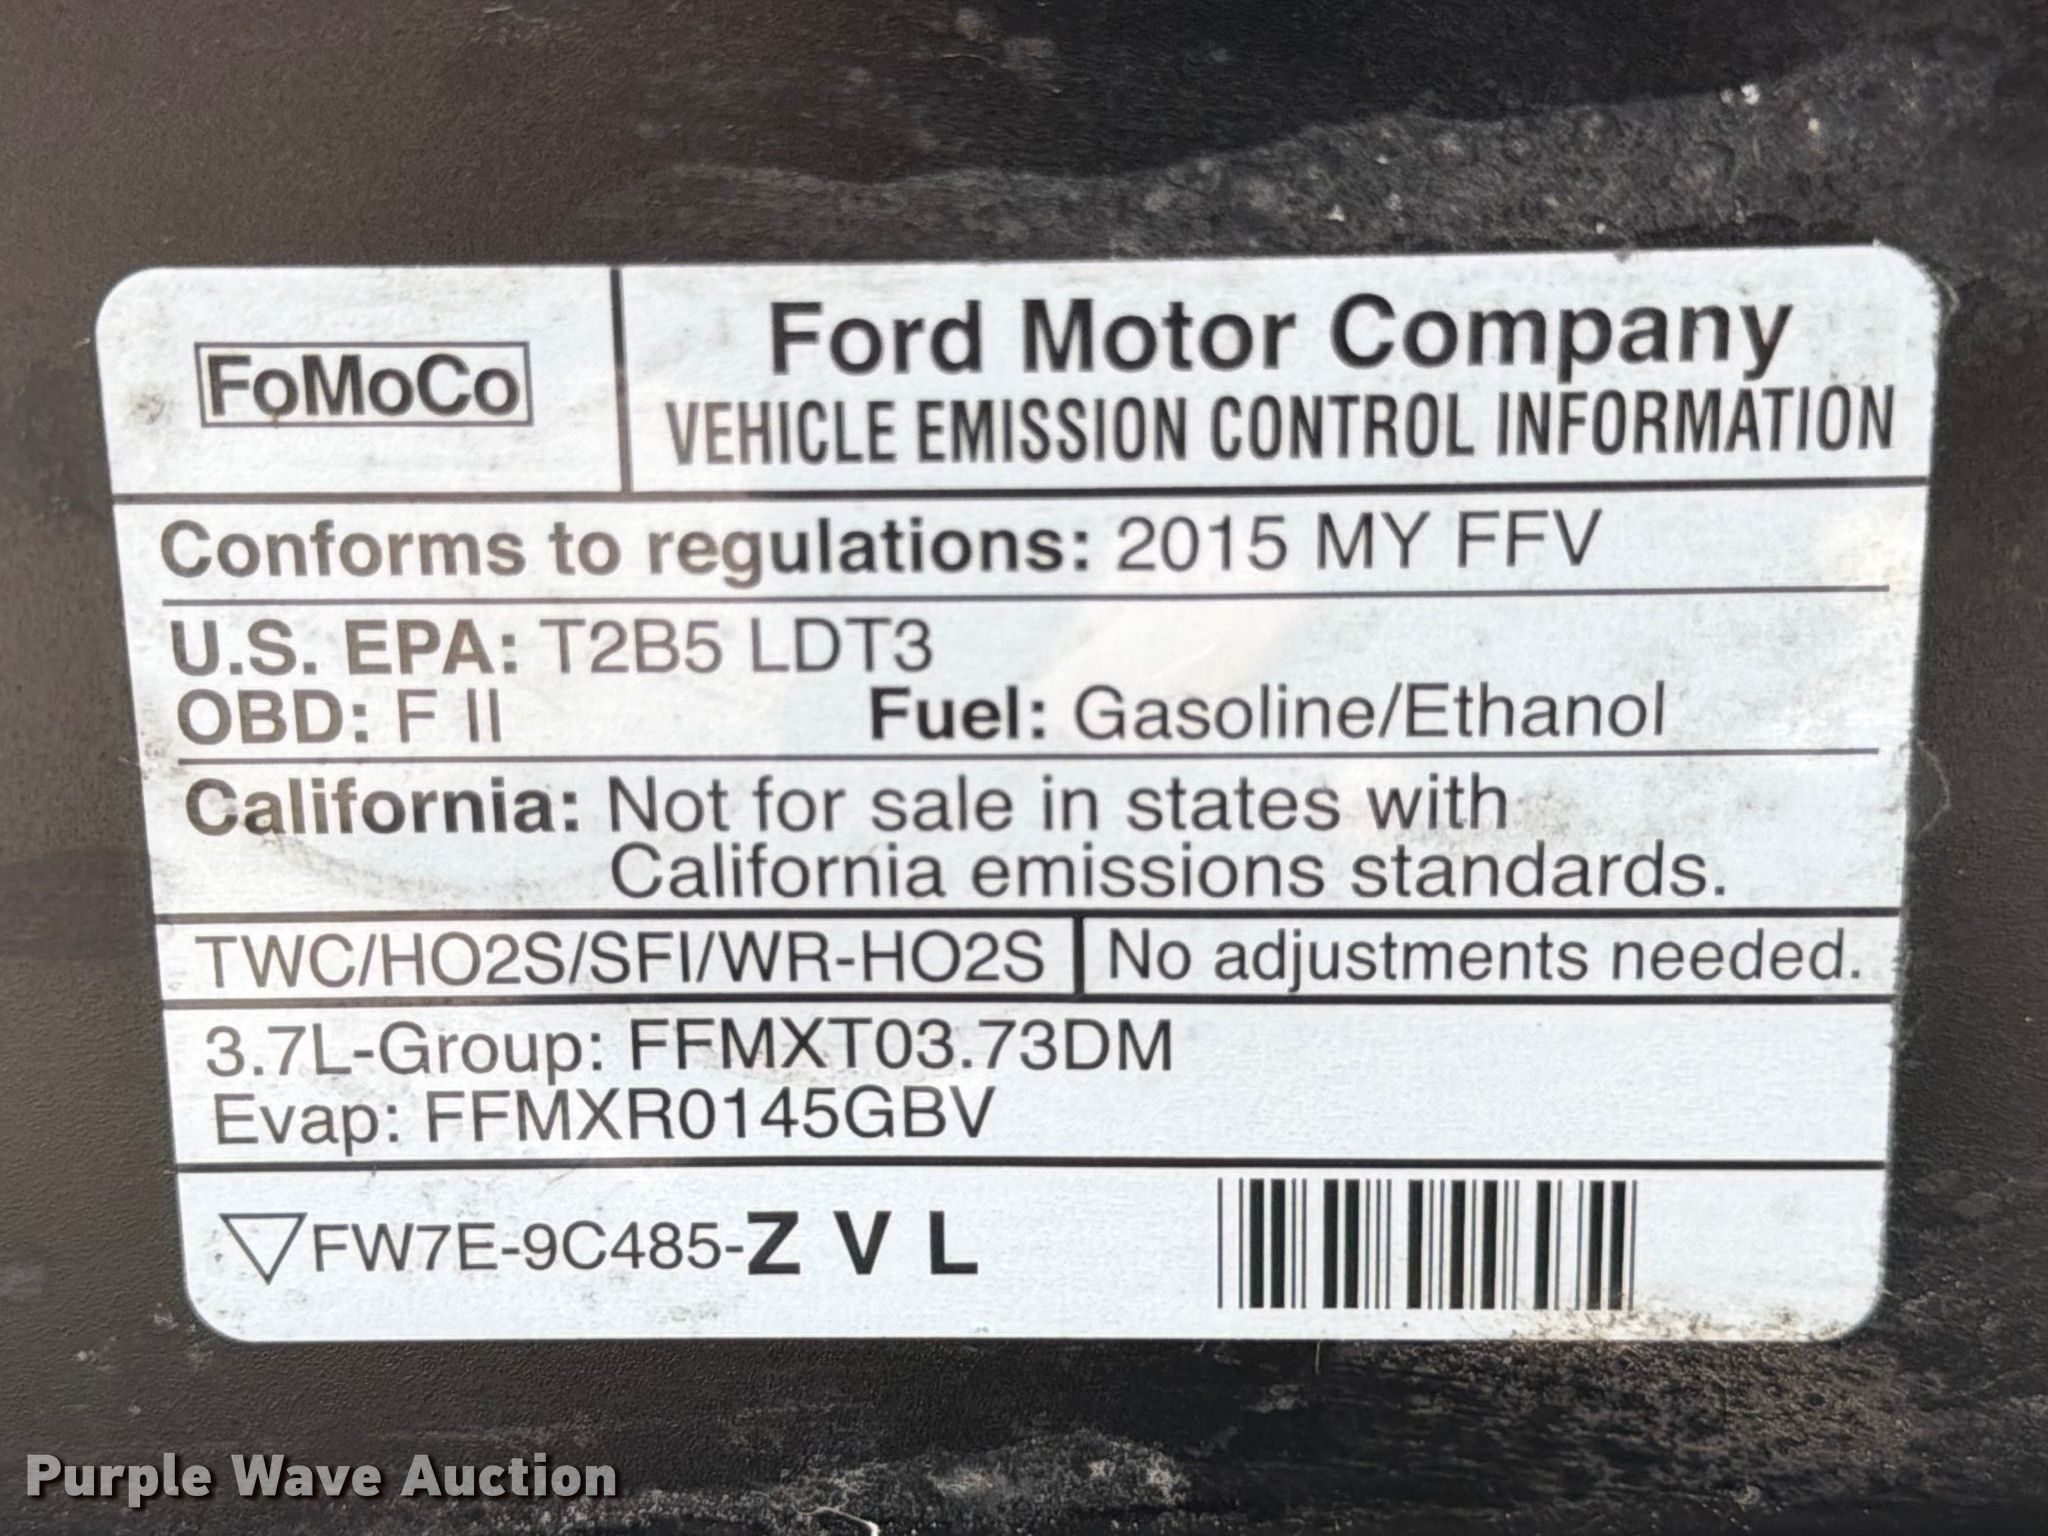 FoMoCo
Ford Motor Company
VEHICLE EMISSION CONTROL INFORMATION
Conforms to regulations: 2015 MY FFV
U.S. EPA: T2B5 LDT3
OBD: F II Fuel: Gasoline/Ethanol
California: Not for sale in states with
California emissions standards.
TWC/HO2S/SFI/WR-HO2S No adjustments needed.
3.7L-Group: FFMXT03.73DM
Evap: FFMXR0145GBV
FW7E-9C485-Z V L
Purple Wave Auction